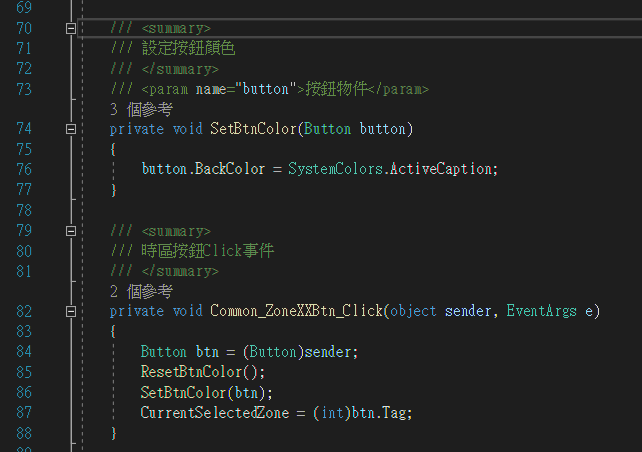 69
70 /// <summary>
71 /// 設定按鈕顏色
72 /// </summary>
73 /// <param name="button">按鈕物件</param>
3 個參考
74 private void SetBtnColor(Button button)
75 {
76 button.BackColor = SystemColors.ActiveCaption;
77 }
78
79 /// <summary>
80 /// 時區按鈕Click事件
81 /// </summary>
2 個參考
82 private void Common_ZoneXXBtn_Click(object sender, EventArgs e)
83 {
84 Button btn = (Button)sender;
85 ResetBtnColor();
86 SetBtnColor(btn);
87 CurrentSelectedZone = (int)btn.Tag;
88 }